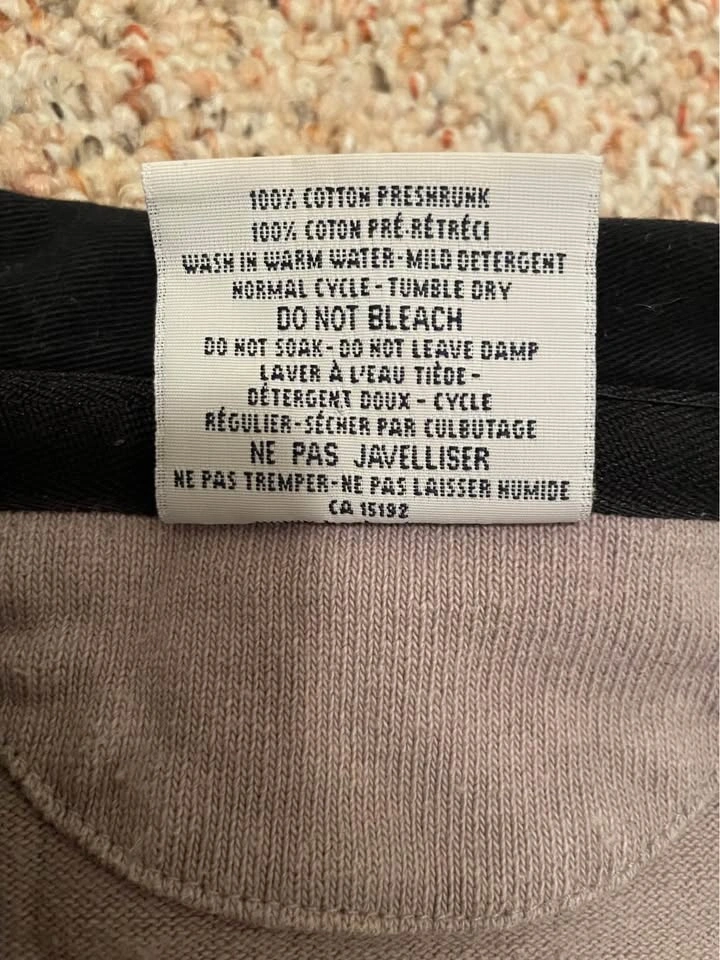 100% COTTON PRESHRUNK
100% COTON PRÉ-RÉTRÉCI
WASH IN WARM WATER-MILD DETERGENT
NORMAL CYCLE-TUMBLE DRY
DO NOT BLEACH
DO NOT SOAK-DO NOT LEAVE DAMP
LAVER À L'EAU TIÈDE-
DÉTERGENT DOUX - CYCLE
RÉGULIER-SÉCHER PAR CULBUTAGE
NE PAS JAVELLISER
NE PAS TREMPER-NE PAS LAISSER HUMIDE
CA 15192